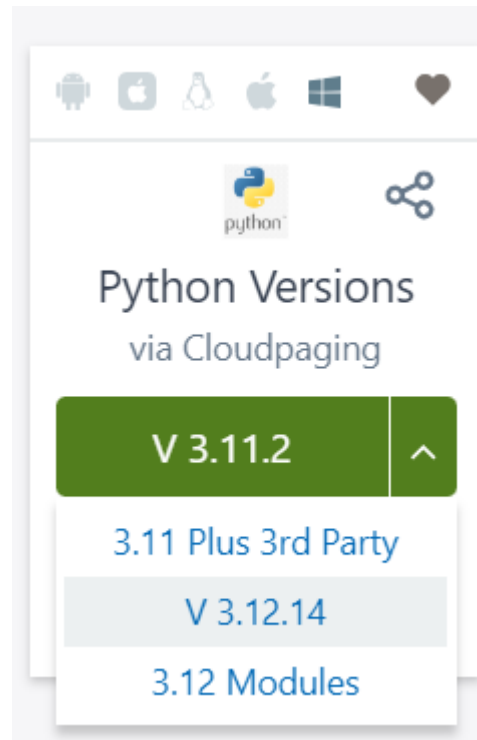 python
Python Versions
via Cloudpaging
V 3.11.2
3.11 Plus 3rd Party
V 3.12.14
3.12 Modules